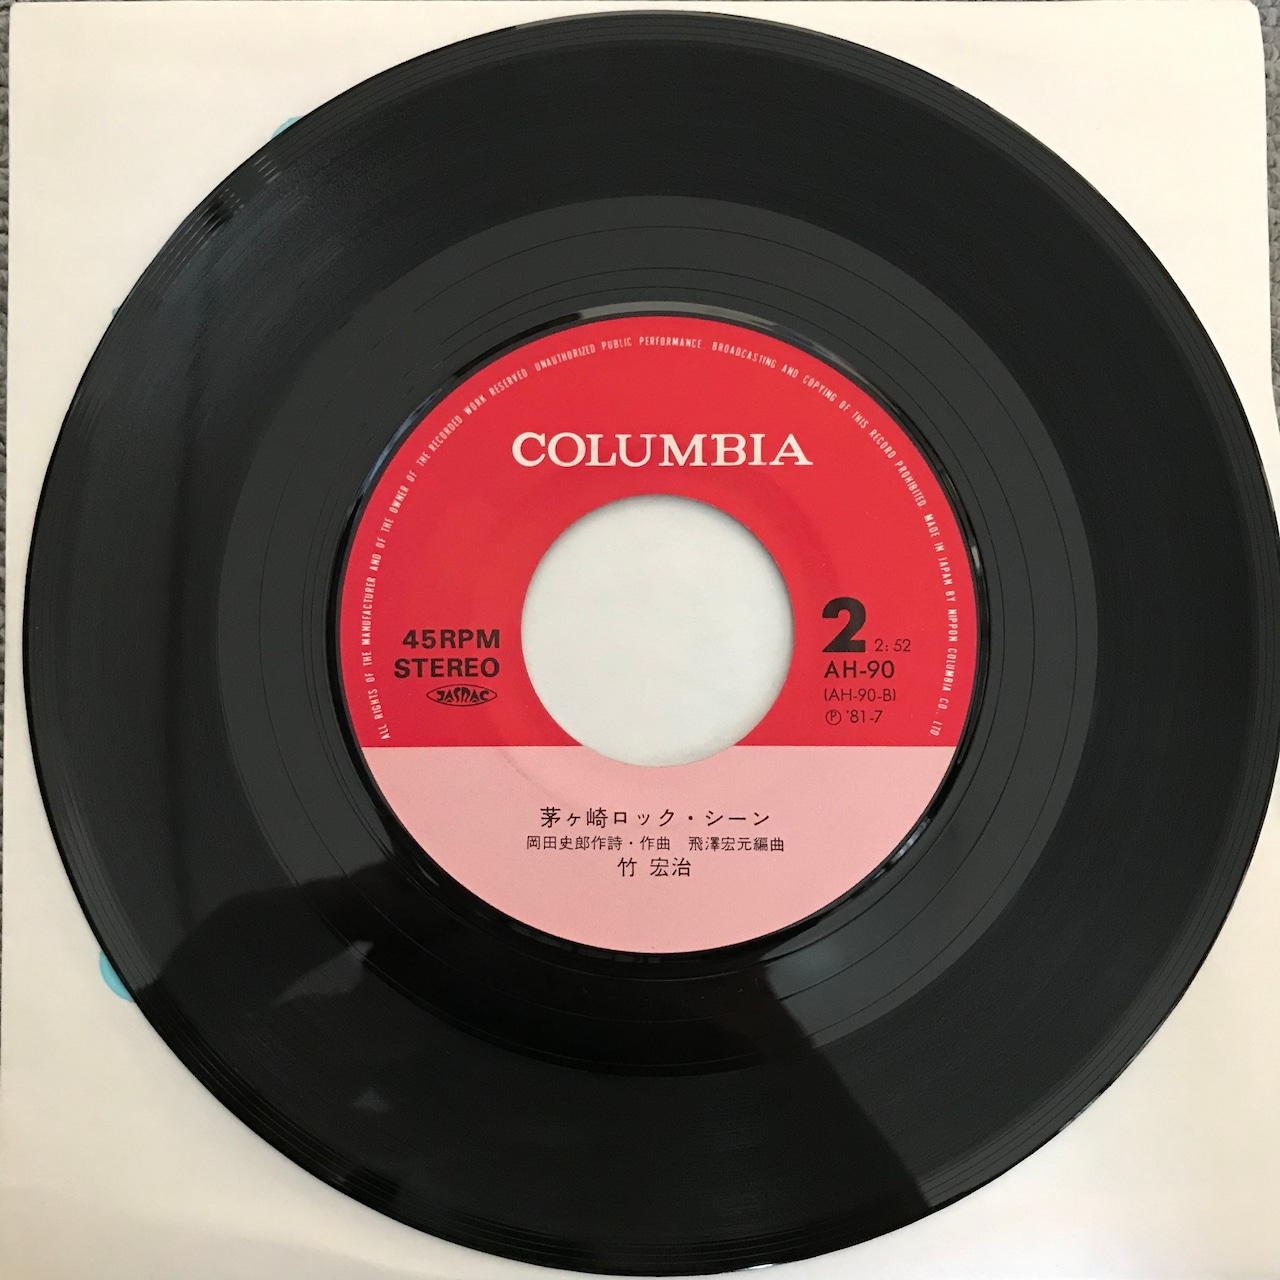 ALL RIGHTS OF THE MANUFACTURER AND OF THE OWNER OF THE RECORDED WORK RESERVED UNAUTHORIZED PUBLIC PERFORMANCE. BROADCASTING AND COPYING OF THIS RECORD PROHIBITED. MADE IN JAPAN BY NIPPON COLUMBIA CO., LTD.
COLUMBIA
45RPM
STEREO
JASRAC
2 2:52
AH-90
(AH-90-B)
Ⓟ '81-7
茅ヶ崎ロック・シーン
岡田史郎作詩・作曲 飛澤宏元編曲
竹 宏治